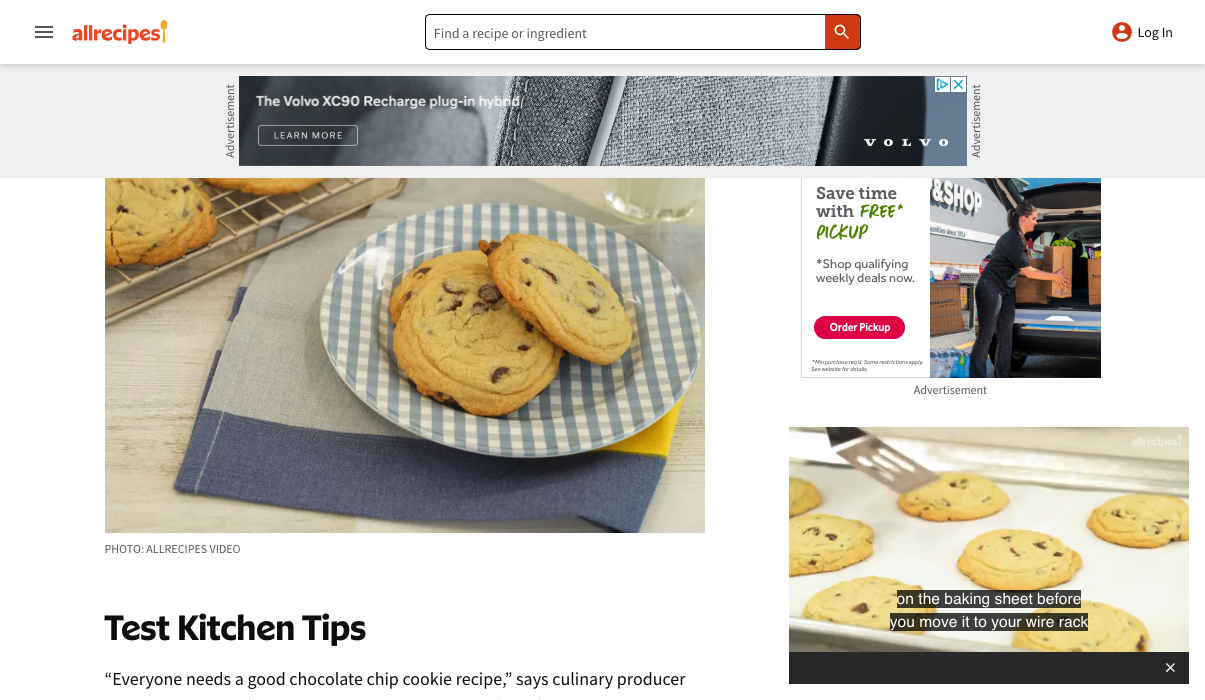 allrecipes
Find a recipe or ingredient
Log In
Advertisement
The Volvo XC90 Recharge plug-in hybrid
LEARN MORE
VOLVO
Advertisement
Save time
with FREE*
PICKUP
*Shop qualifying
weekly deals now.
Order Pickup
*Min purchase req'd. Some restrictions apply.
See website for details.
&SHOP
Advertisement
PHOTO: ALLRECIPES VIDEO
allrecipes
on the baking sheet before
you move it to your wire rack
Test Kitchen Tips
“Everyone needs a good chocolate chip cookie recipe,” says culinary producer